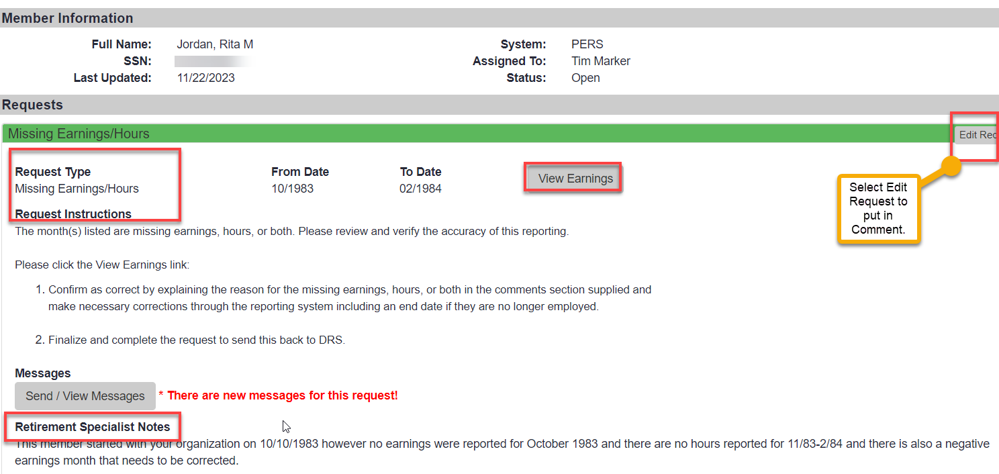 Member Information
Full Name: Jordan, Rita M System: PERS
SSN: Assigned To: Tim Marker
Last Updated: 11/22/2023 Status: Open
Requests
Missing Earnings/Hours
Edit Rec
Request Type From Date To Date
Missing Earnings/Hours 10/1983 02/1984
View Earnings
Select Edit
Request to
put in
Comment.
Request Instructions
The month(s) listed are missing earnings, hours, or both. Please review and verify the accuracy of this reporting.
Please click the View Earnings link:
1. Confirm as correct by explaining the reason for the missing earnings, hours, or both in the comments section supplied and
make necessary corrections through the reporting system including an end date if they are no longer employed.
2. Finalize and complete the request to send this back to DRS.
Messages
Send / View Messages * There are new messages for this request!
Retirement Specialist Notes
This member started with your organization on 10/10/1983 however no earnings were reported for October 1983 and there are no hours reported for 11/83-2/84 and there is also a negative
earnings month that needs to be corrected.